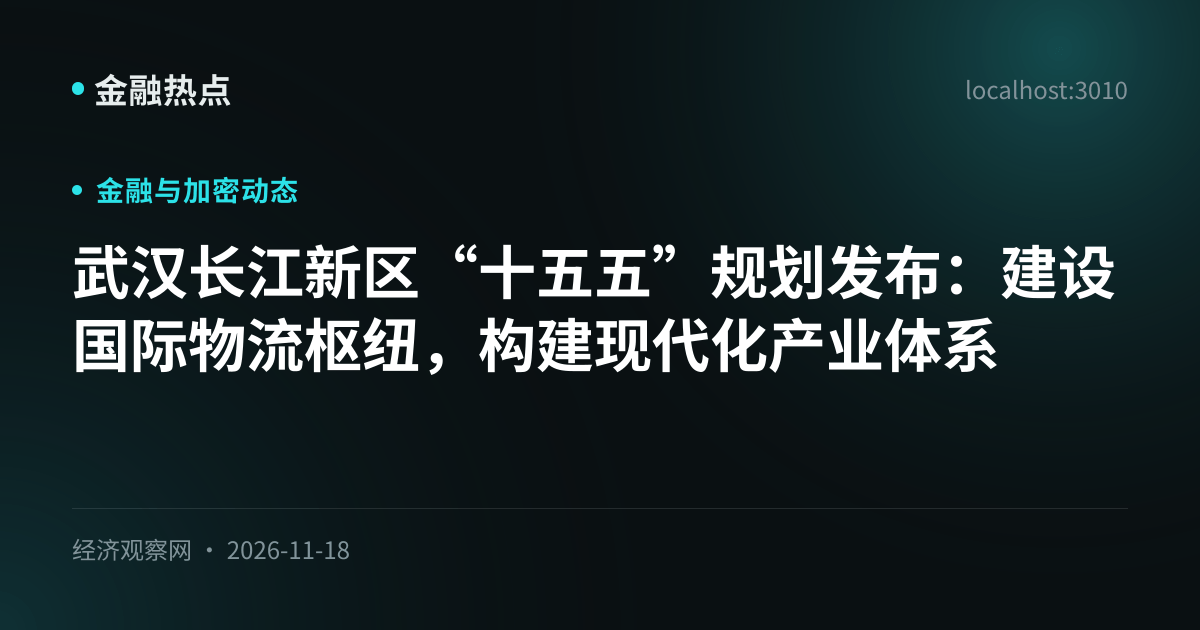 金融热点
localhost:3010
金融与加密动态
武汉长江新区“十五五”规划发布：建设
国际物流枢纽，构建现代化产业体系
经济观察网 · 2026-11-18